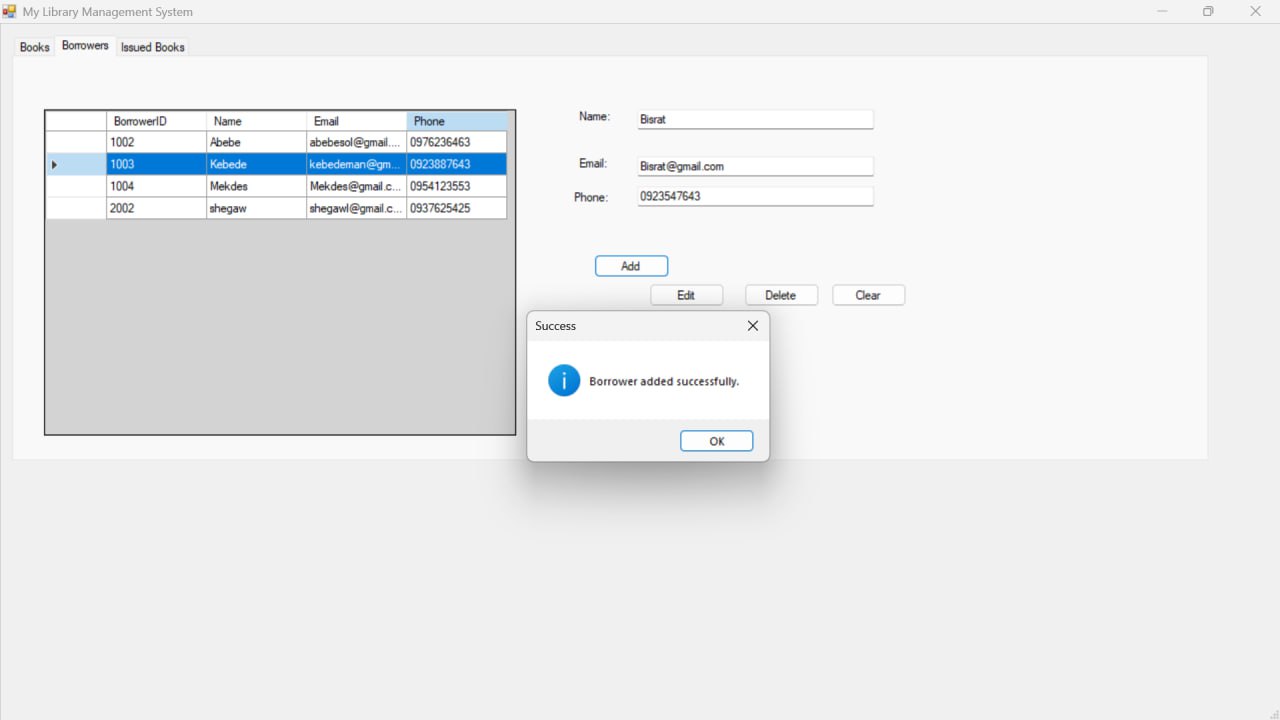 My Library Management System
Books Borrowers Issued Books
BorrowerID Name Email Phone
1002 Abebe abebesol@gmail.... 0976236463
1003 Kebede kebedeman@gm... 0923887643
1004 Mekdes Mekdes@gmail.c... 0954123553
2002 shegaw shegawl@gmail.c... 0937625425
Name: Bisrat
Email: Bisrat@gmail.com
Phone: 0923547643
Add
Edit Delete Clear
Success
i Borrower added successfully.
OK